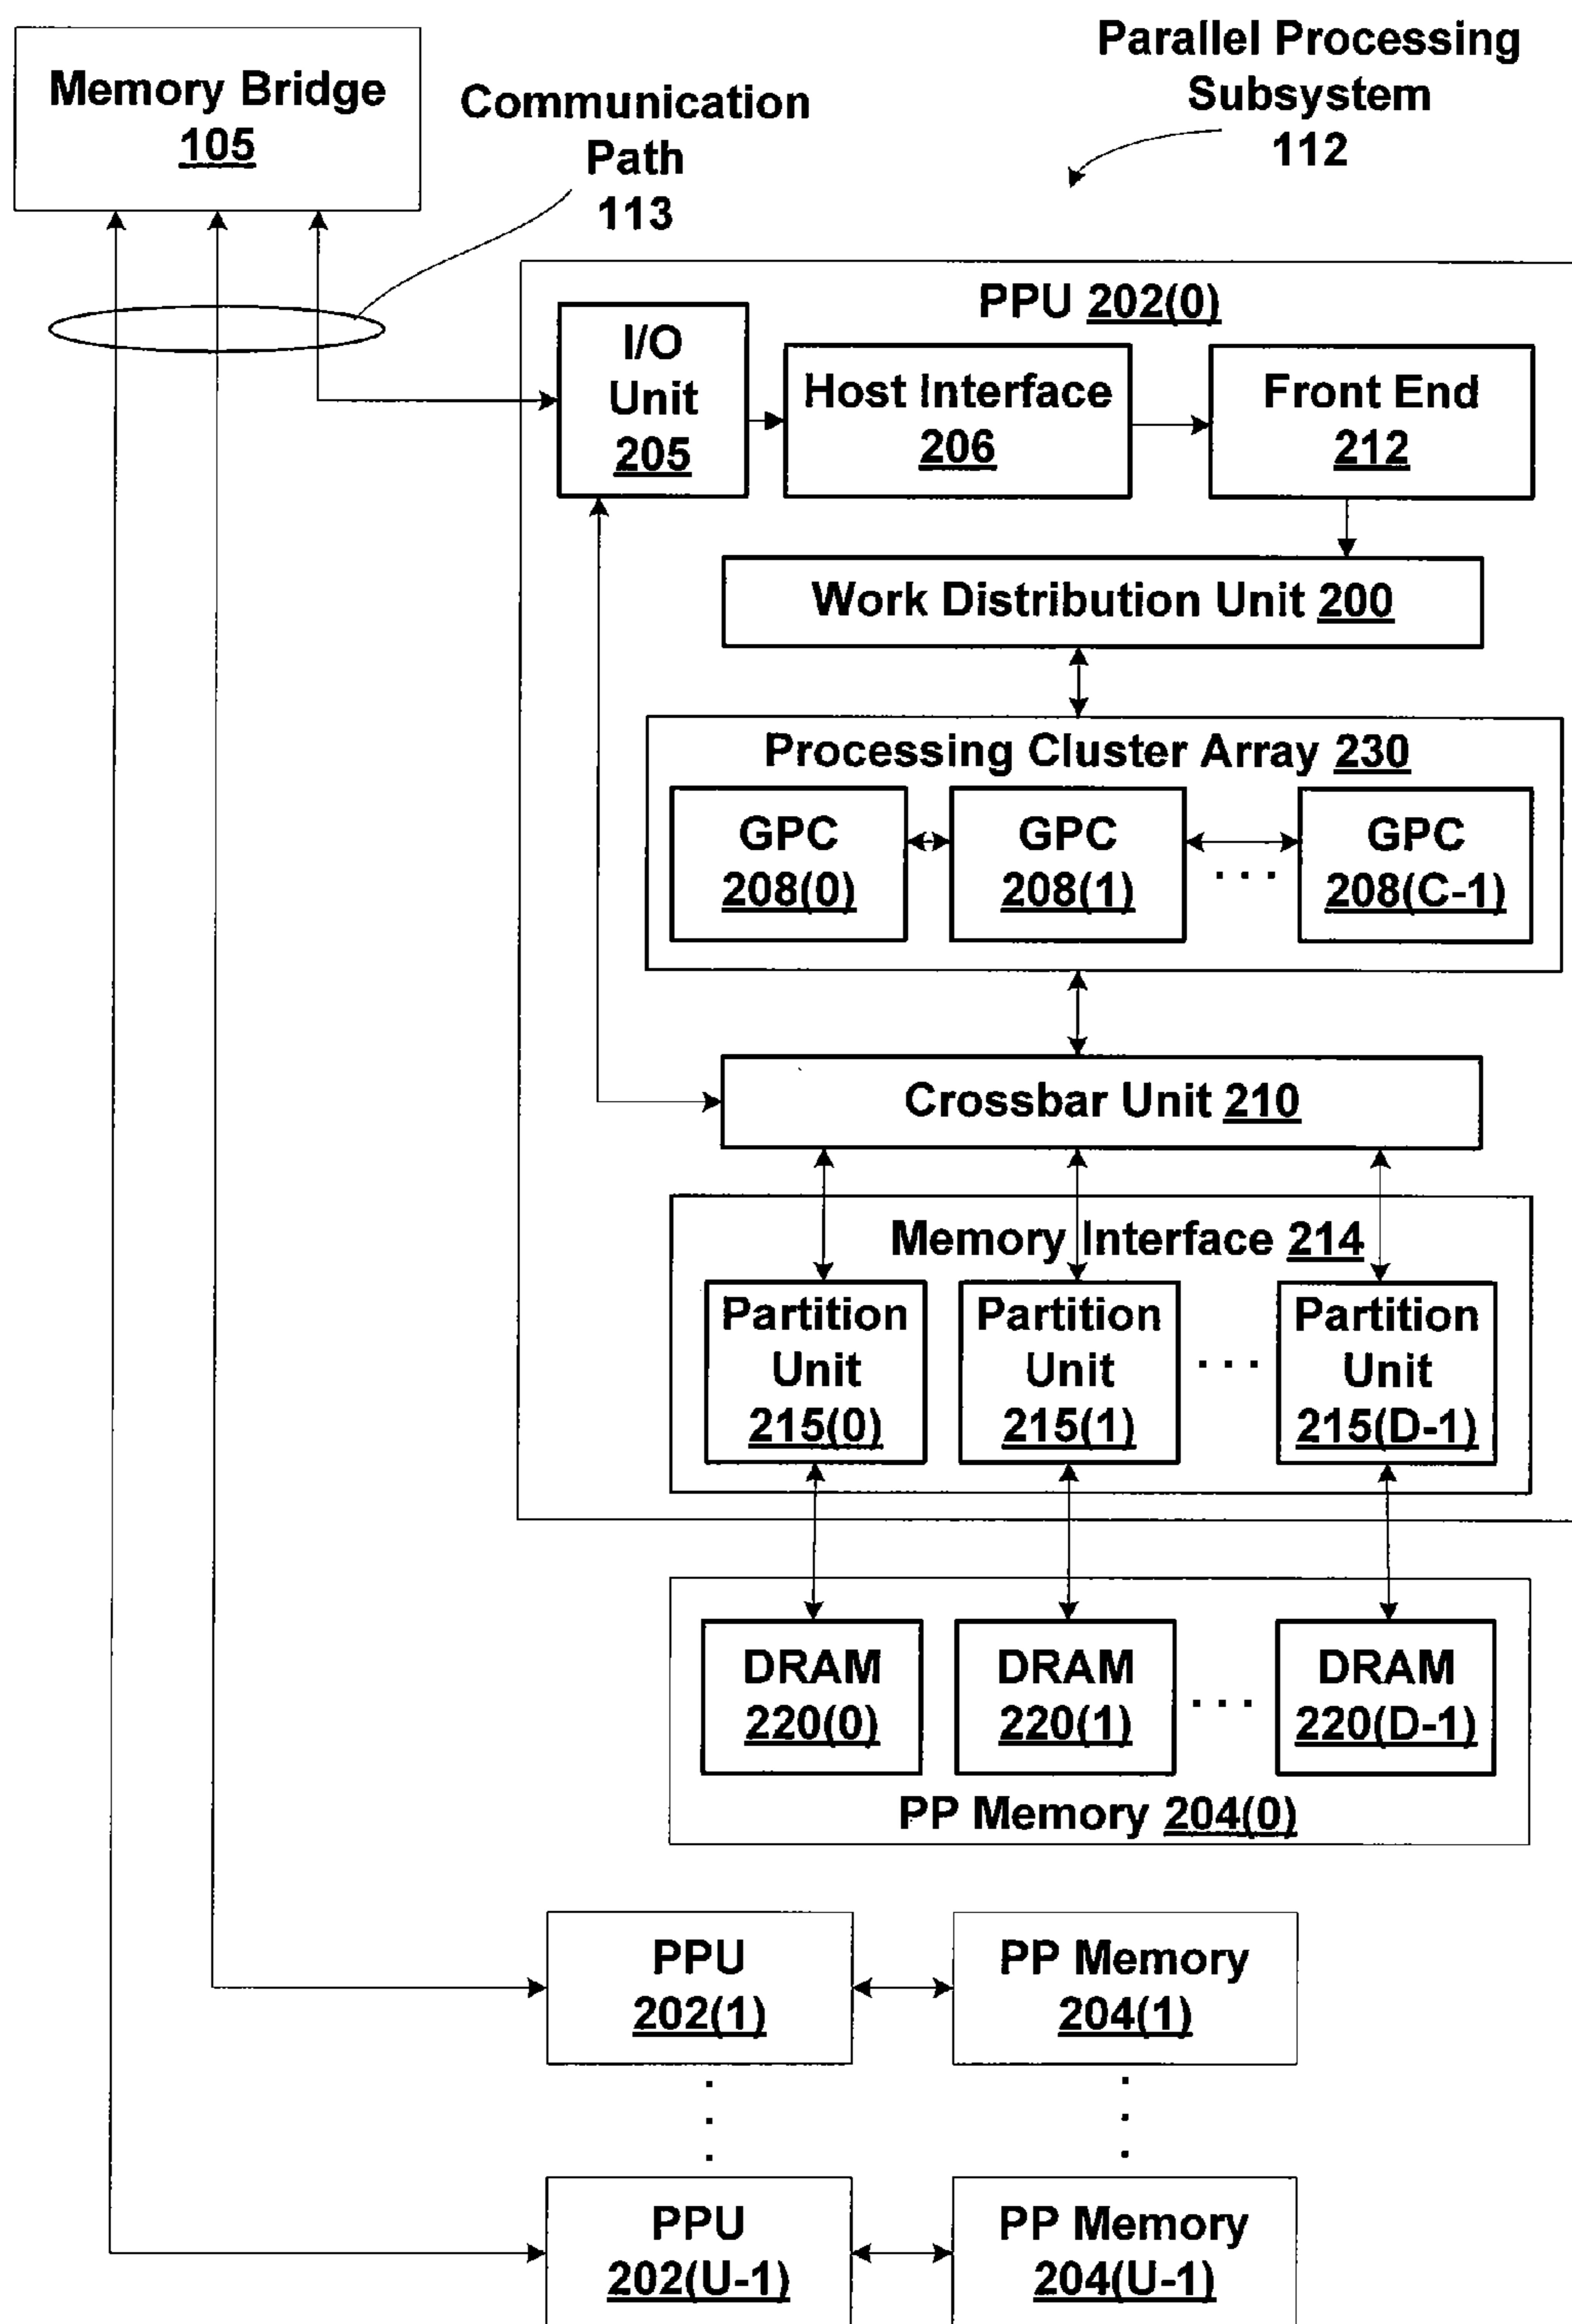 Parallel Processing
Subsystem
112
Memory Bridge
105
Communication
Path
113
PPU 202(0)
I/O
Unit
205
Host Interface
206
Front End
212
Work Distribution Unit 200
Processing Cluster Array 230
GPC
208(0)
GPC
208(1)
. . .
GPC
208(C-1)
Crossbar Unit 210
Memory Interface 214
Partition
Unit
215(0)
Partition
Unit
215(1)
. . .
Partition
Unit
215(D-1)
DRAM
220(0)
DRAM
220(1)
. . .
DRAM
220(D-1)
PP Memory 204(0)
PPU
202(1)
PP Memory
204(1)
PPU
202(U-1)
PP Memory
204(U-1)